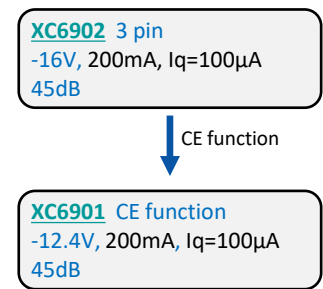 XC6902 3 pin
-16V, 200mA, Iq=100µA
45dB
CE function
XC6901 CE function
-12.4V, 200mA, Iq=100µA
45dB